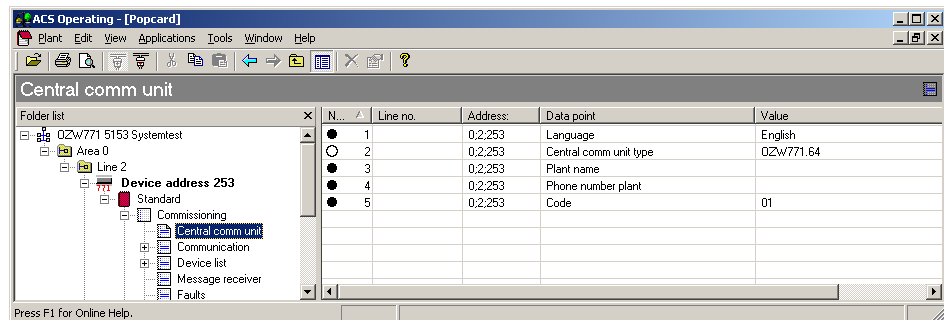 ACS Operating - [Popcard]
Plant Edit View Applications Tools Window Help
Central comm unit
Folder list
OZW771 5153 Systemtest
Area 0
Line 2
771 Device address 253
Standard
Commissioning
Central comm unit
Communication
Device list
Message receiver
Faults
N... Line no. Address: Data point Value
1 0;2;253 Language English
2 0;2;253 Central comm unit type OZW771.64
3 0;2;253 Plant name
4 0;2;253 Phone number plant
5 0;2;253 Code 01
Press F1 for Online Help.